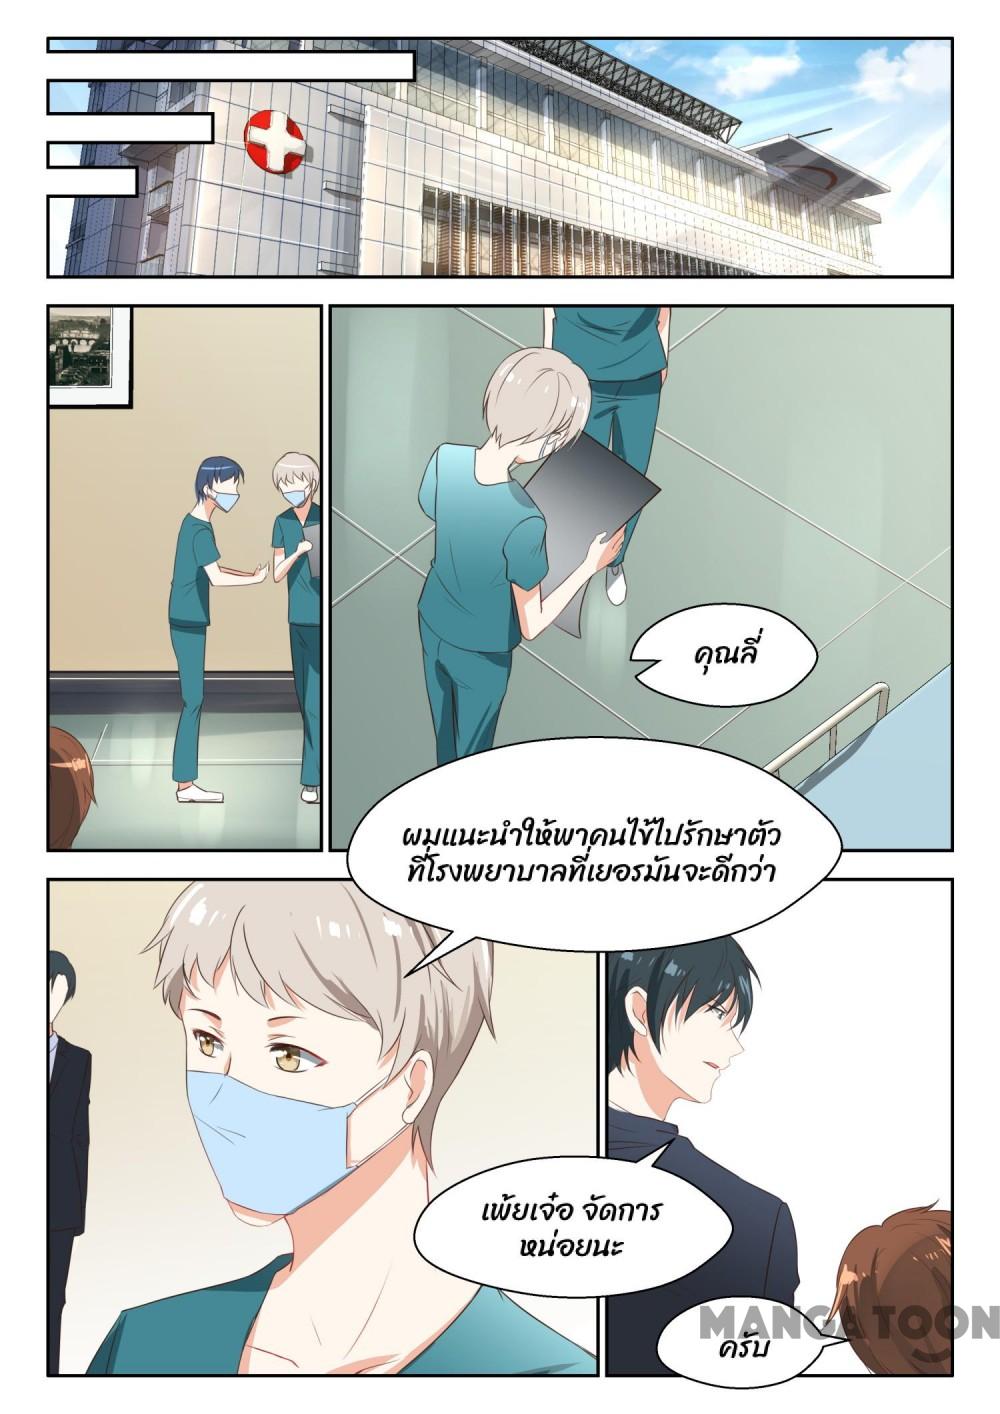 คุณลี่
ผมแนะนำให้พาคนไข้ไปรักษาตัว
ที่โรงพยาบาลที่เยอรมันจะดีกว่า
เพ้ยเจ๋อ จัดการ
หน่อยนะ
ครับ
MANGA TOON